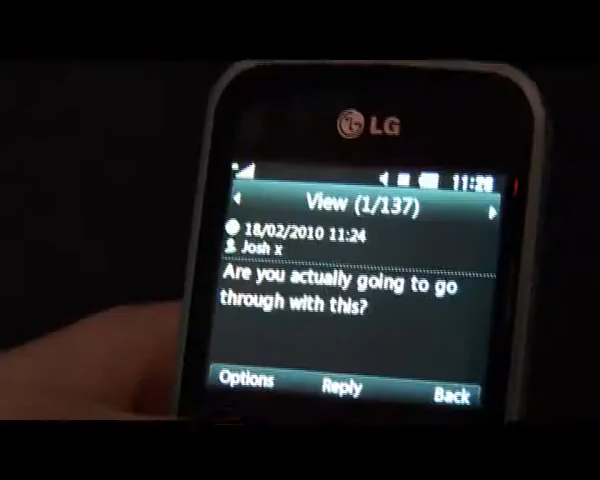 LG
11:28
View (1/137)
18/02/2010 11:24
Josh x
Are you actually going to go
through with this?
Options Reply Back